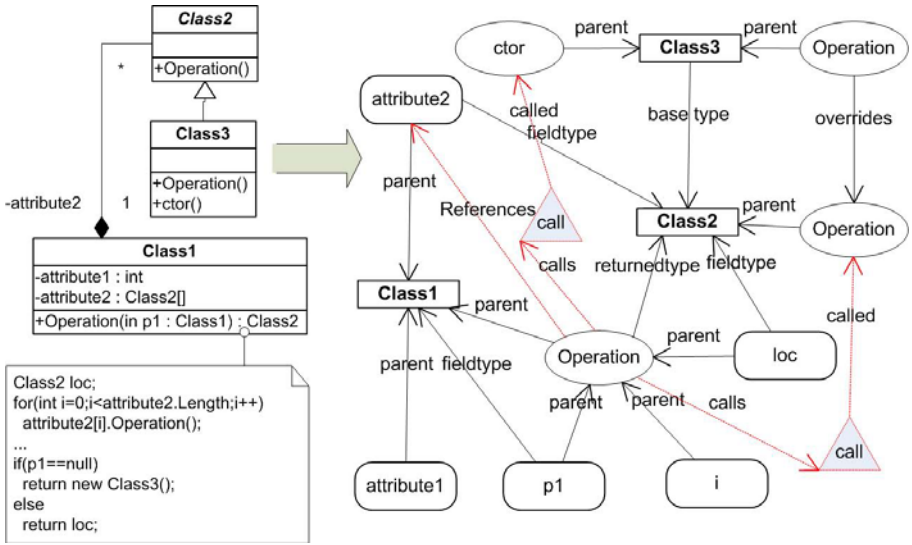 Class2
+Operation()
*
Class3
+Operation()
+ctor()
-attribute2
1
Class1
-attribute1 : int
-attribute2 : Class2[]
+Operation(in p1 : Class1) : Class2
Class2 loc;
for(int i=0;i<attribute2.Length;i++)
attribute2[i].Operation();
...
if(p1==null)
return new Class3();
else
return loc;
ctor
parent
Class3
parent
Operation
attribute2
called
fieldtype
base type
overrides
parent
References
call
Class2
parent
Operation
calls
returnedtype
fieldtype
called
Class1
parent
parent
fieldtype
Operation
parent
loc
parent
parent
calls
call
attribute1
p1
i